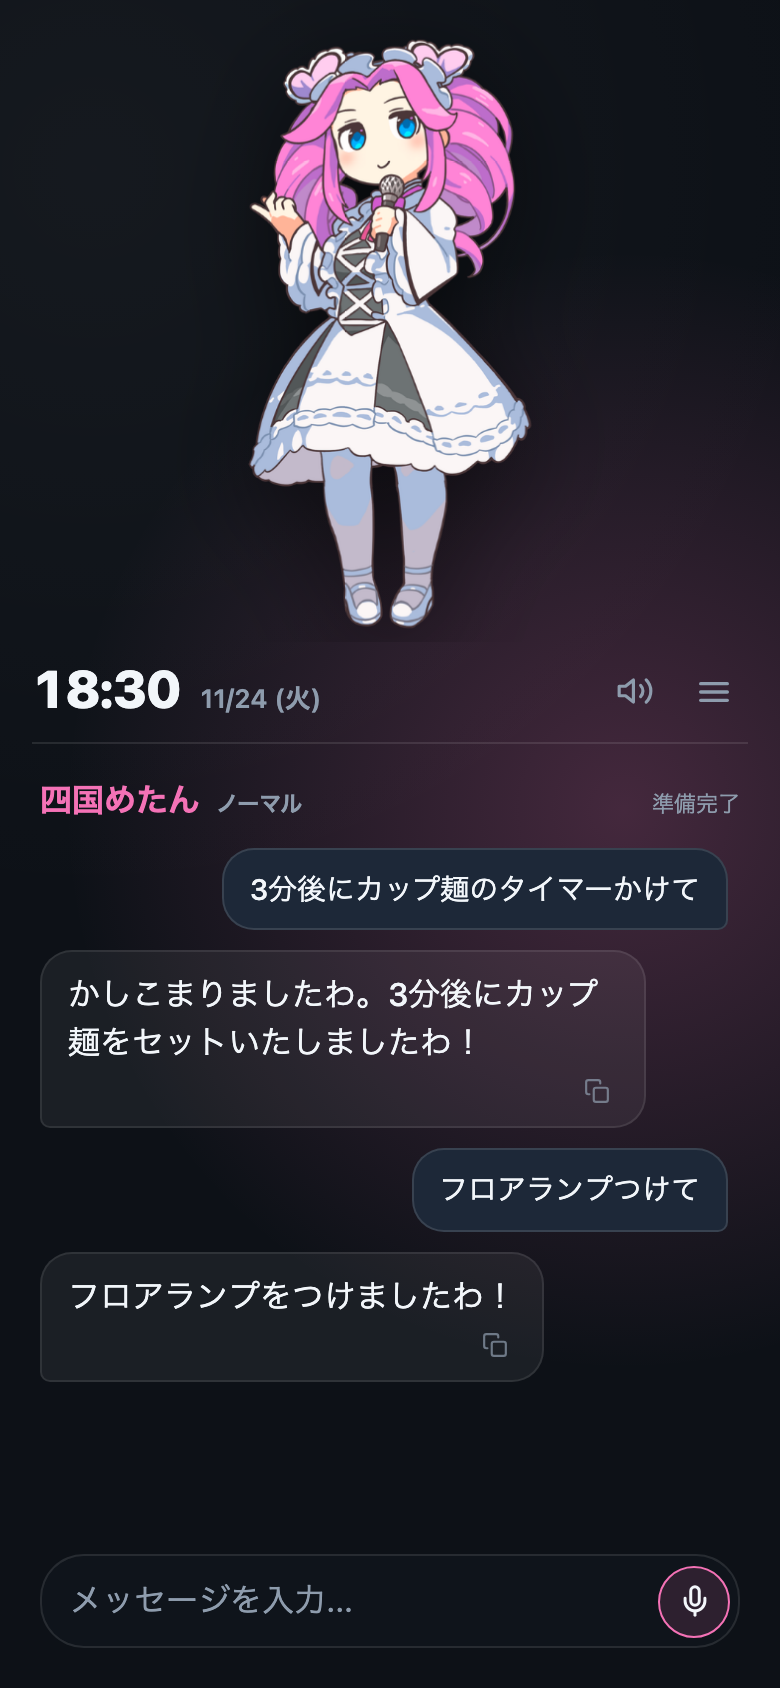 18:30 11/24 (火)
四国めたん ノーマル 準備完了
3分後にカップ麺のタイマーかけて
かしこまりましたわ。3分後にカップ
麺をセットいたしましたわ！
フロアランプつけて
フロアランプをつけましたわ！
メッセージを入力...